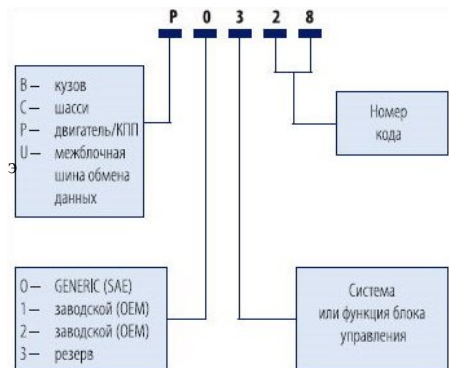 P 0 3 2 8
B — кузов
C — шасси
P — двигатель/КПП
U — межблочная
шина обмена
данных
Э
Номер
кода
0 — GENERIC (SAE)
1 — заводской (OEM)
2 — заводской (OEM)
3 — резерв
Система
или функция блока
управления